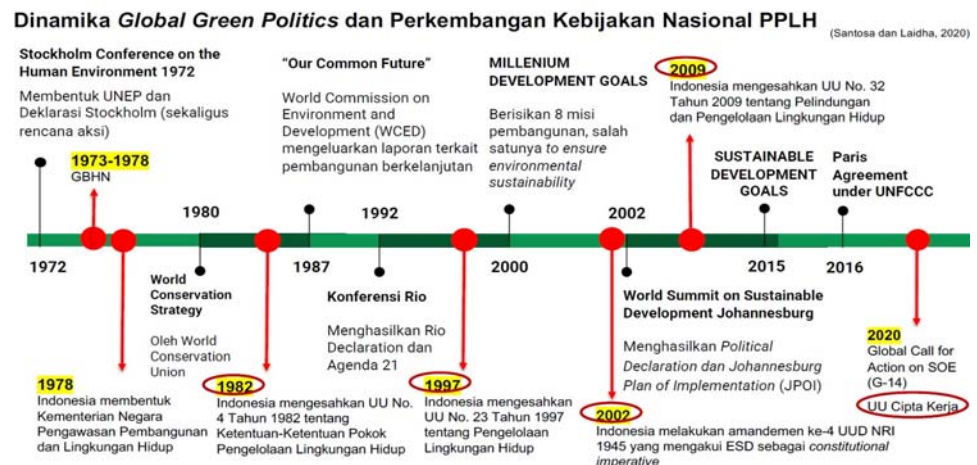 Dinamika Global Green Politics dan Perkembangan Kebijakan Nasional PPLH
(Santosa dan Laidha, 2020)
Stockholm Conference on the
Human Environment 1972
Membentuk UNEP dan
Deklarasi Stockholm (sekaligus
rencana aksi)
1973-1978
GBHN
"Our Common Future"
World Commission on
Environment and
Development (WCED)
mengeluarkan laporan terkait
pembangunan berkelanjutan
MILLENIUM
DEVELOPMENT GOALS
Berisikan 8 misi
pembangunan, salah
satunya to ensure
environmental
sustainability
2009
Indonesia mengesahkan UU No. 32
Tahun 2009 tentang Pelindungan
dan Pengelolaan Lingkungan Hidup
SUSTAINABLE
DEVELOPMENT
GOALS
Paris
Agreement
under UNFCCC
1980
1992
2002
1972
1987
2000
2015
2016
World
Conservation
Strategy
Oleh World
Conservation
Union
Konferensi Rio
Menghasilkan Rio
Declaration dan
Agenda 21
World Summit on Sustainable
Development Johannesburg
Menghasilkan Political
Declaration dan Johannesburg
Plan of Implementation (JPOI)
1978
Indonesia membentuk
Kementerian Negara
Pengawasan Pembangunan
dan Lingkungan Hidup
1982
Indonesia mengesahkan UU No.
4 Tahun 1982 tentang
Ketentuan-Ketentuan Pokok
Pengelolaan Lingkungan Hidup
1997
Indonesia mengesahkan
UU No. 23 Tahun 1997
tentang Pengelolaan
Lingkungan Hidup
2002
Indonesia melakukan amandemen ke-4 UUD NRI
1945 yang mengakui ESD sebagai constitutional
imperative
2020
Global Call for
Action on SOE
(G-14)
UU Cipta Kerja